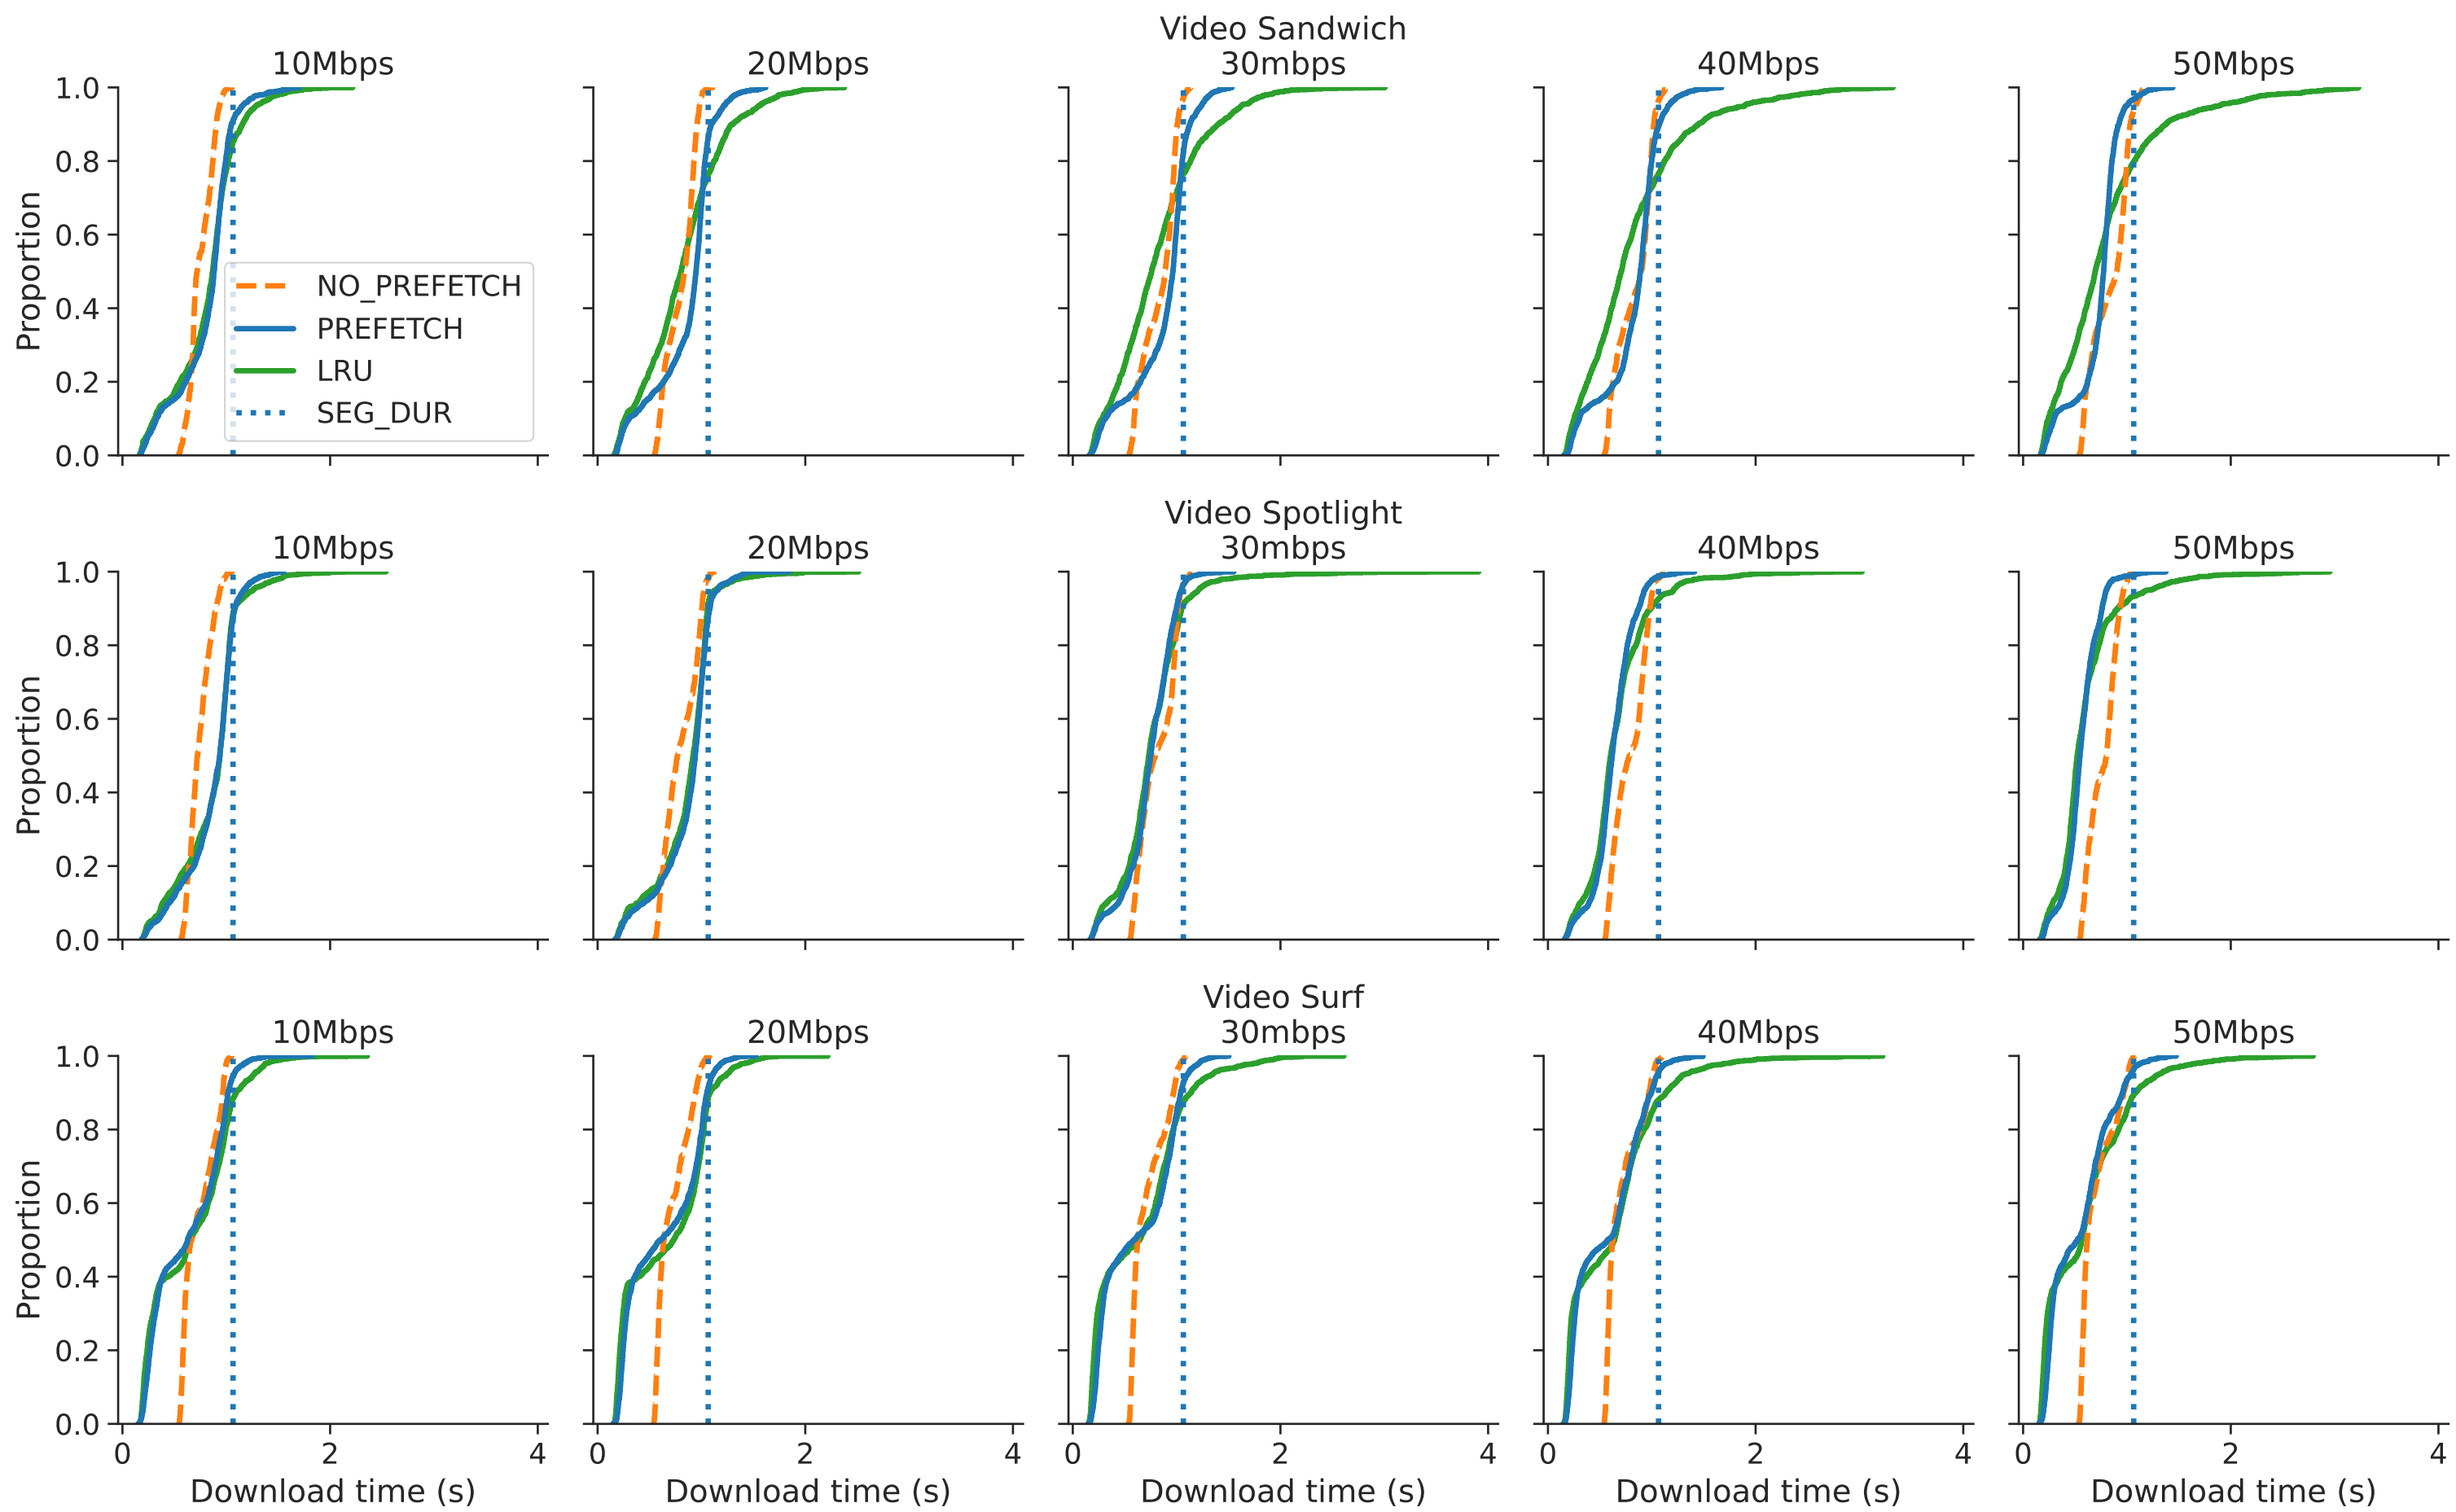 Video Sandwich
10Mbps 20Mbps 30mbps 40Mbps 50Mbps
1.0
0.8
0.6
0.4
0.2
0.0
Proportion
NO_PREFETCH
PREFETCH
LRU
SEG_DUR
Video Spotlight
10Mbps 20Mbps 30mbps 40Mbps 50Mbps
1.0
0.8
0.6
0.4
0.2
0.0
Proportion
Video Surf
10Mbps 20Mbps 30mbps 40Mbps 50Mbps
1.0
0.8
0.6
0.4
0.2
0.0
Proportion
0 2 4 0 2 4 0 2 4 0 2 4 0 2 4
Download time (s) Download time (s) Download time (s) Download time (s) Download time (s)